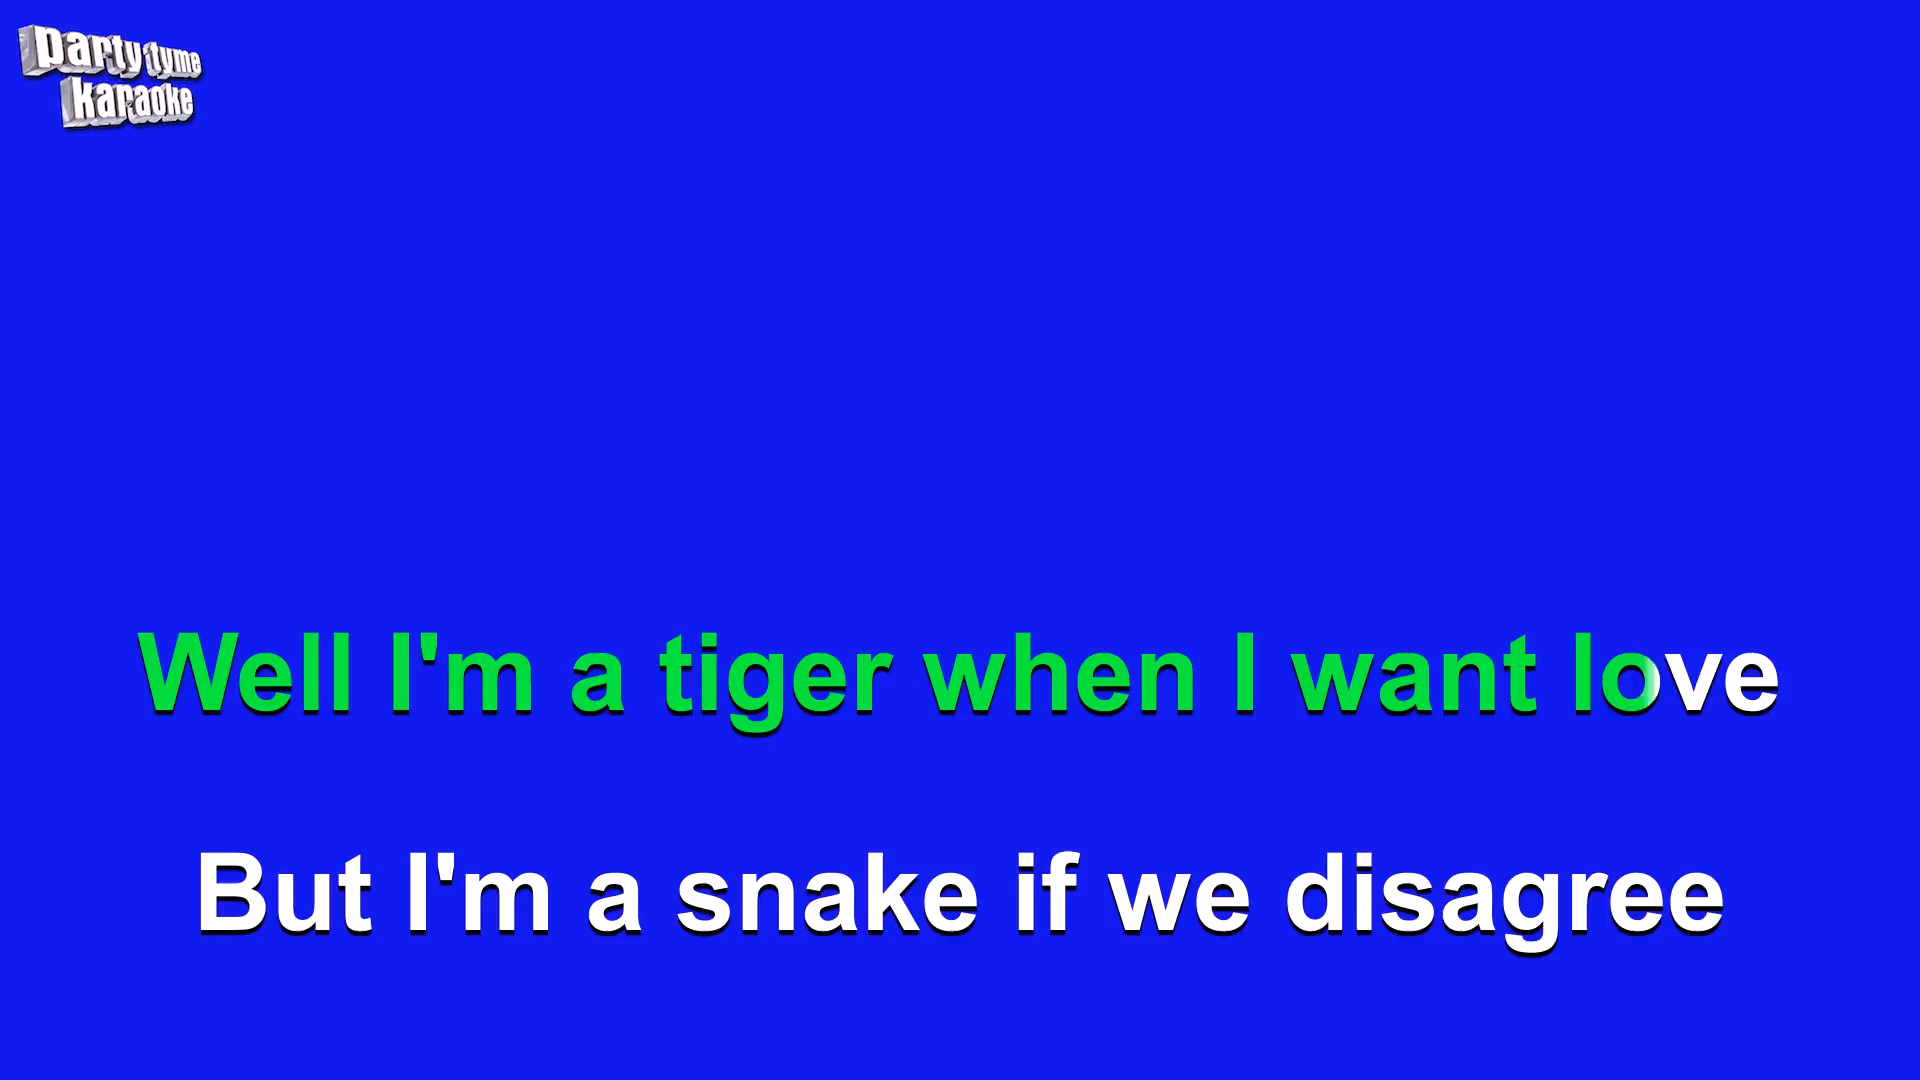 party tyme
karaoke
Well I'm a tiger when I want love
But I'm a snake if we disagree